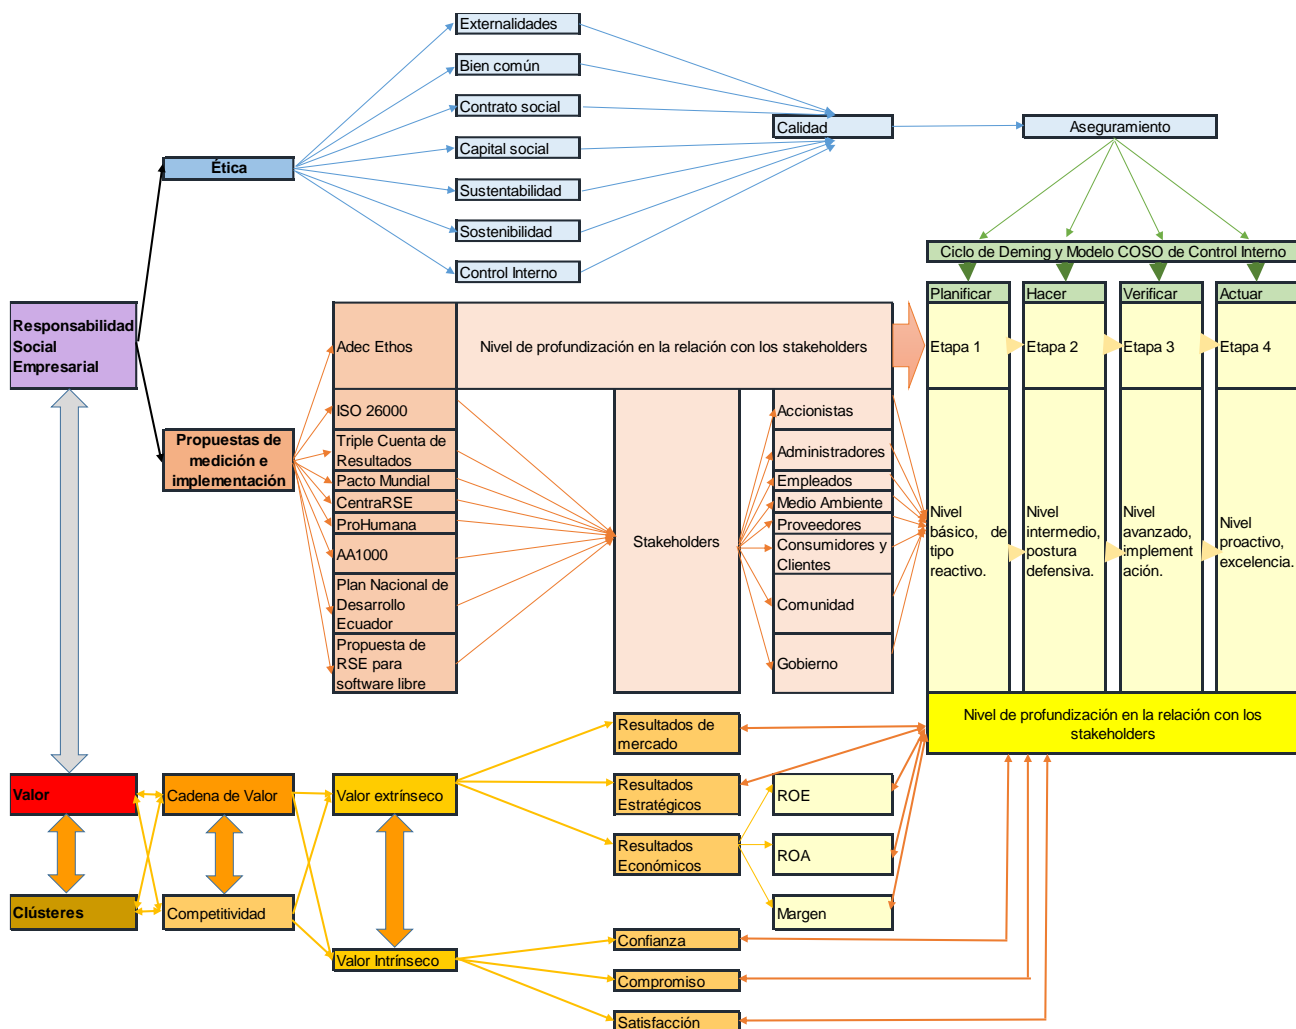 Externalidades
Bien común
Contrato social
Capital social
Sustentabilidad
Sostenibilidad
Control Interno
Ética
Calidad
Aseguramiento
Ciclo de Deming y Modelo COSO de Control Interno
Planificar
Hacer
Verificar
Actuar
Responsabilidad
Social
Empresarial
Adec Ethos
Nivel de profundización en la relación con los stakeholders
Etapa 1
Etapa 2
Etapa 3
Etapa 4
Propuestas de
medición e
implementación
ISO 26000
Triple Cuenta de
Resultados
Pacto Mundial
CentraRSE
ProHumana
AA1000
Plan Nacional de
Desarrollo
Ecuador
Propuesta de
RSE para
software libre
Stakeholders
Accionistas
Administradores
Empleados
Medio Ambiente
Proveedores
Consumidores y
Clientes
Comunidad
Gobierno
Nivel
básico, de
tipo
reactivo.
Nivel
intermedio,
postura
defensiva.
Nivel
avanzado,
implement
ación.
Nivel
proactivo,
excelencia.
Nivel de profundización en la relación con los
stakeholders
Valor
Clústeres
Cadena de Valor
Competitividad
Valor extrínseco
Valor Intrínseco
Resultados de
mercado
Resultados
Estratégicos
Resultados
Económicos
ROE
ROA
Margen
Confianza
Compromiso
Satisfacción